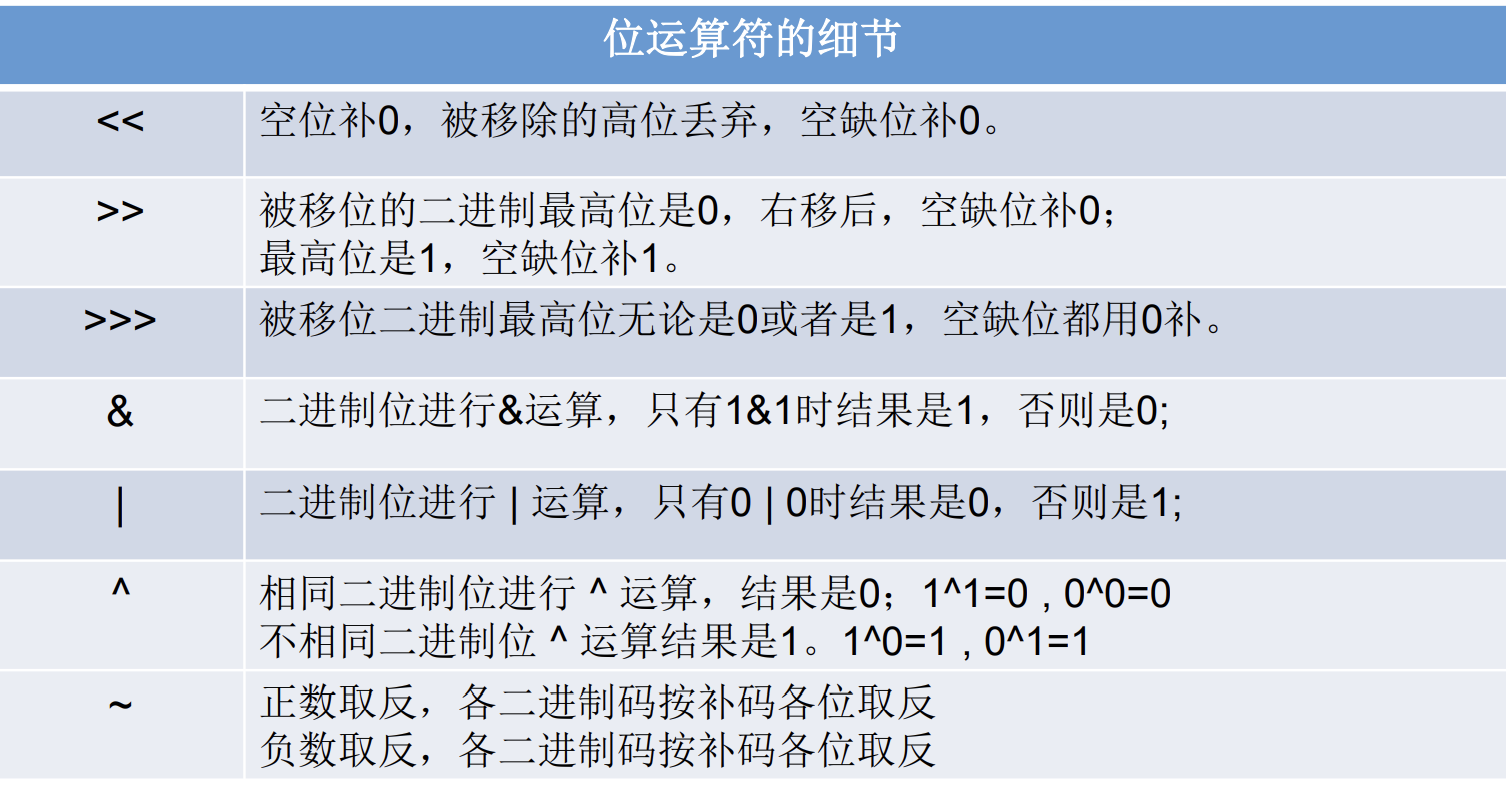 位运算符的细节
<< 空位补0，被移除的高位丢弃，空缺位补0。
>> 被移位的二进制最高位是0，右移后，空缺位补0；
最高位是1，空缺位补1。
>>> 被移位二进制最高位无论是0或者是1，空缺位都用0补。
& 二进制位进行&运算，只有1&1时结果是1，否则是0;
| 二进制位进行 | 运算，只有0 | 0时结果是0，否则是1;
^ 相同二进制位进行 ^ 运算，结果是0；1^1=0 , 0^0=0
不相同二进制位 ^ 运算结果是1。1^0=1 , 0^1=1
~ 正数取反，各二进制码按补码各位取反
负数取反，各二进制码按补码各位取反